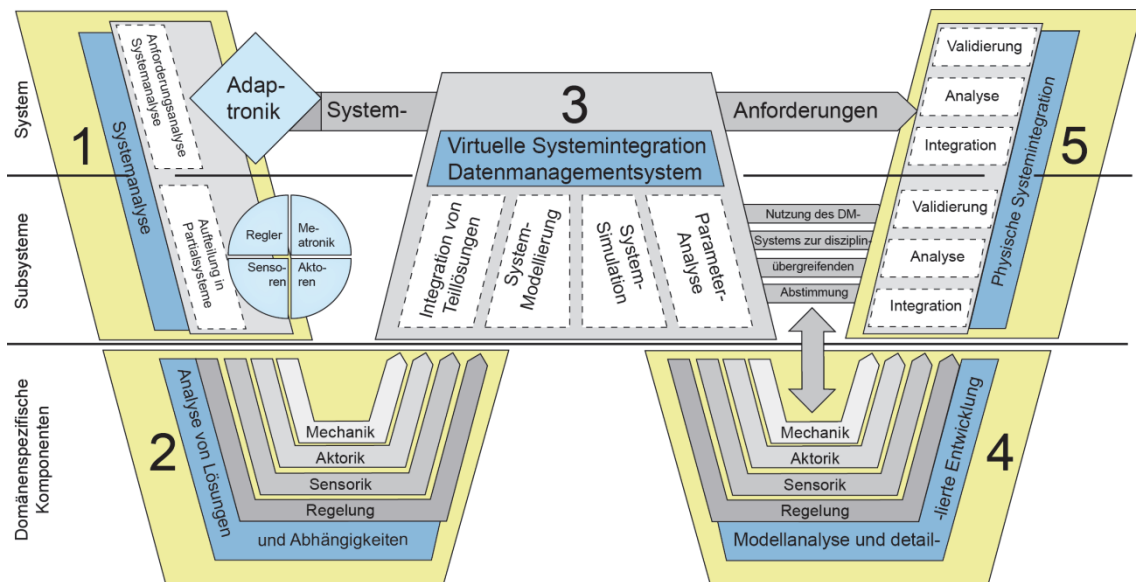 System
Subsysteme
Domänenspezifische
Komponenten
1
Systemanalyse
Anforderungsanalyse
Systemanalyse
Aufteilung in
Partialsysteme
Adap-
tronik
Regler
Me-
atronik
Senso-
ren
Akto-
ren
System-
3
Virtuelle Systemintegration
Datenmanagementsystem
Integration von
Teillösungen
System-
Modellierung
System-
Simulation
Parameter-
Analyse
Anforderungen
Nutzung des DM-
Systems zur disziplin-
übergreifenden
Abstimmung
Validierung
Analyse
Integration
Validierung
Analyse
Integration
5
Physische Systemintegration
2
Analyse von Lösungen
und Abhängigkeiten
Mechanik
Aktorik
Sensorik
Regelung
Mechanik
Aktorik
Sensorik
Regelung
Modellanalyse und detail-
-lierte Entwicklung
4